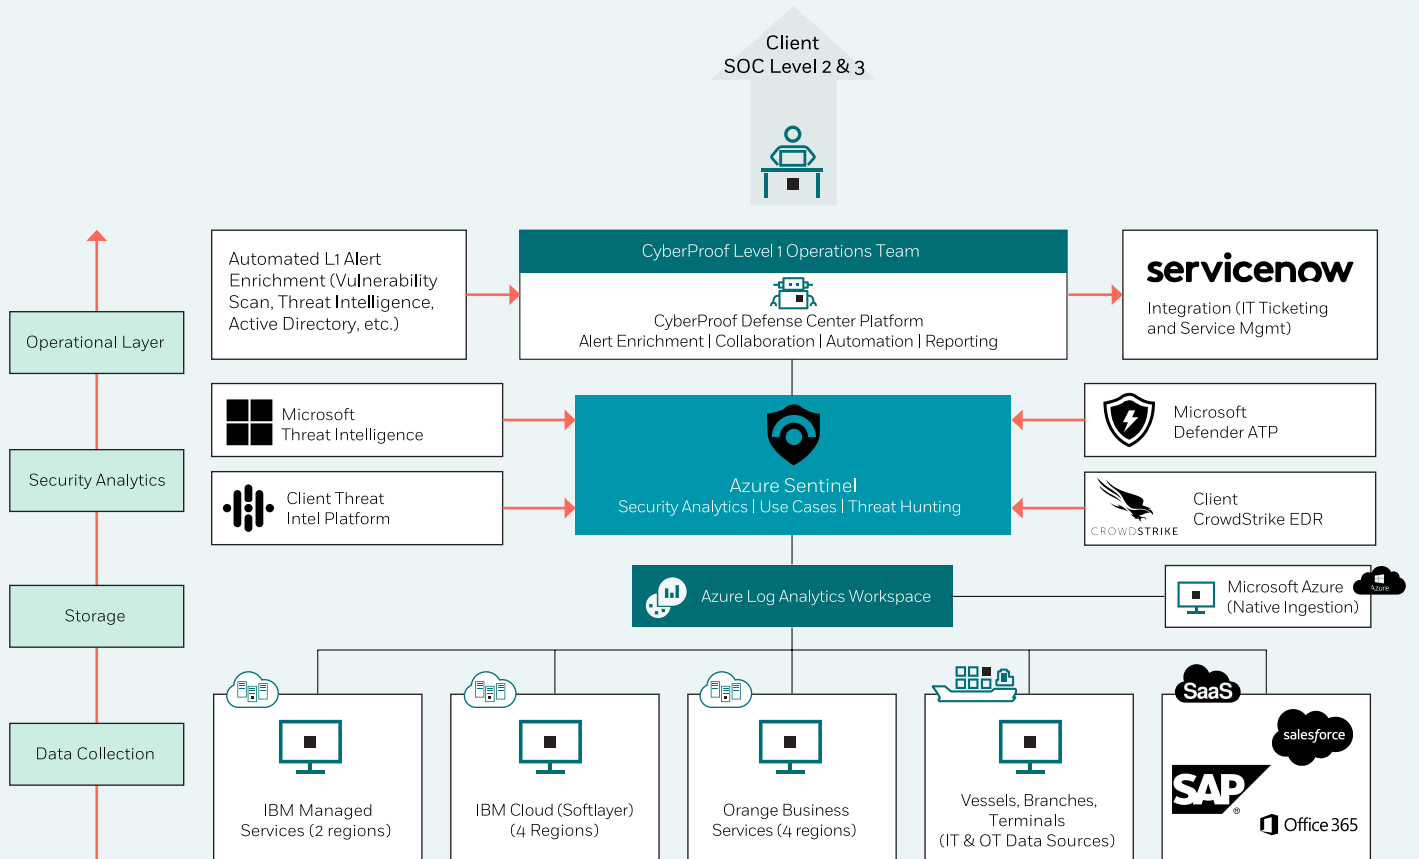 Client
SOC Level 2 & 3
Automated L1 Alert
Enrichment (Vulnerability
Scan, Threat Intelligence,
Active Directory, etc.)
CyberProof Level 1 Operations Team
CyberProof Defense Center Platform
Alert Enrichment | Collaboration | Automation | Reporting
servicenow
Integration (IT Ticketing
and Service Mgmt)
Operational Layer
Microsoft
Threat Intelligence
Microsoft
Defender ATP
Security Analytics
Client Threat
Intel Platform
Azure Sentinel
Security Analytics | Use Cases | Threat Hunting
CROWDSTRIKE
Client
CrowdStrike EDR
Storage
Azure Log Analytics Workspace
Microsoft Azure
(Native Ingestion)
Azure
Data Collection
IBM Managed
Services (2 regions)
IBM Cloud (Softlayer)
(4 Regions)
Orange Business
Services (4 regions)
Vessels, Branches,
Terminals
(IT & OT Data Sources)
SaaS
salesforce
SAP®
Office 365